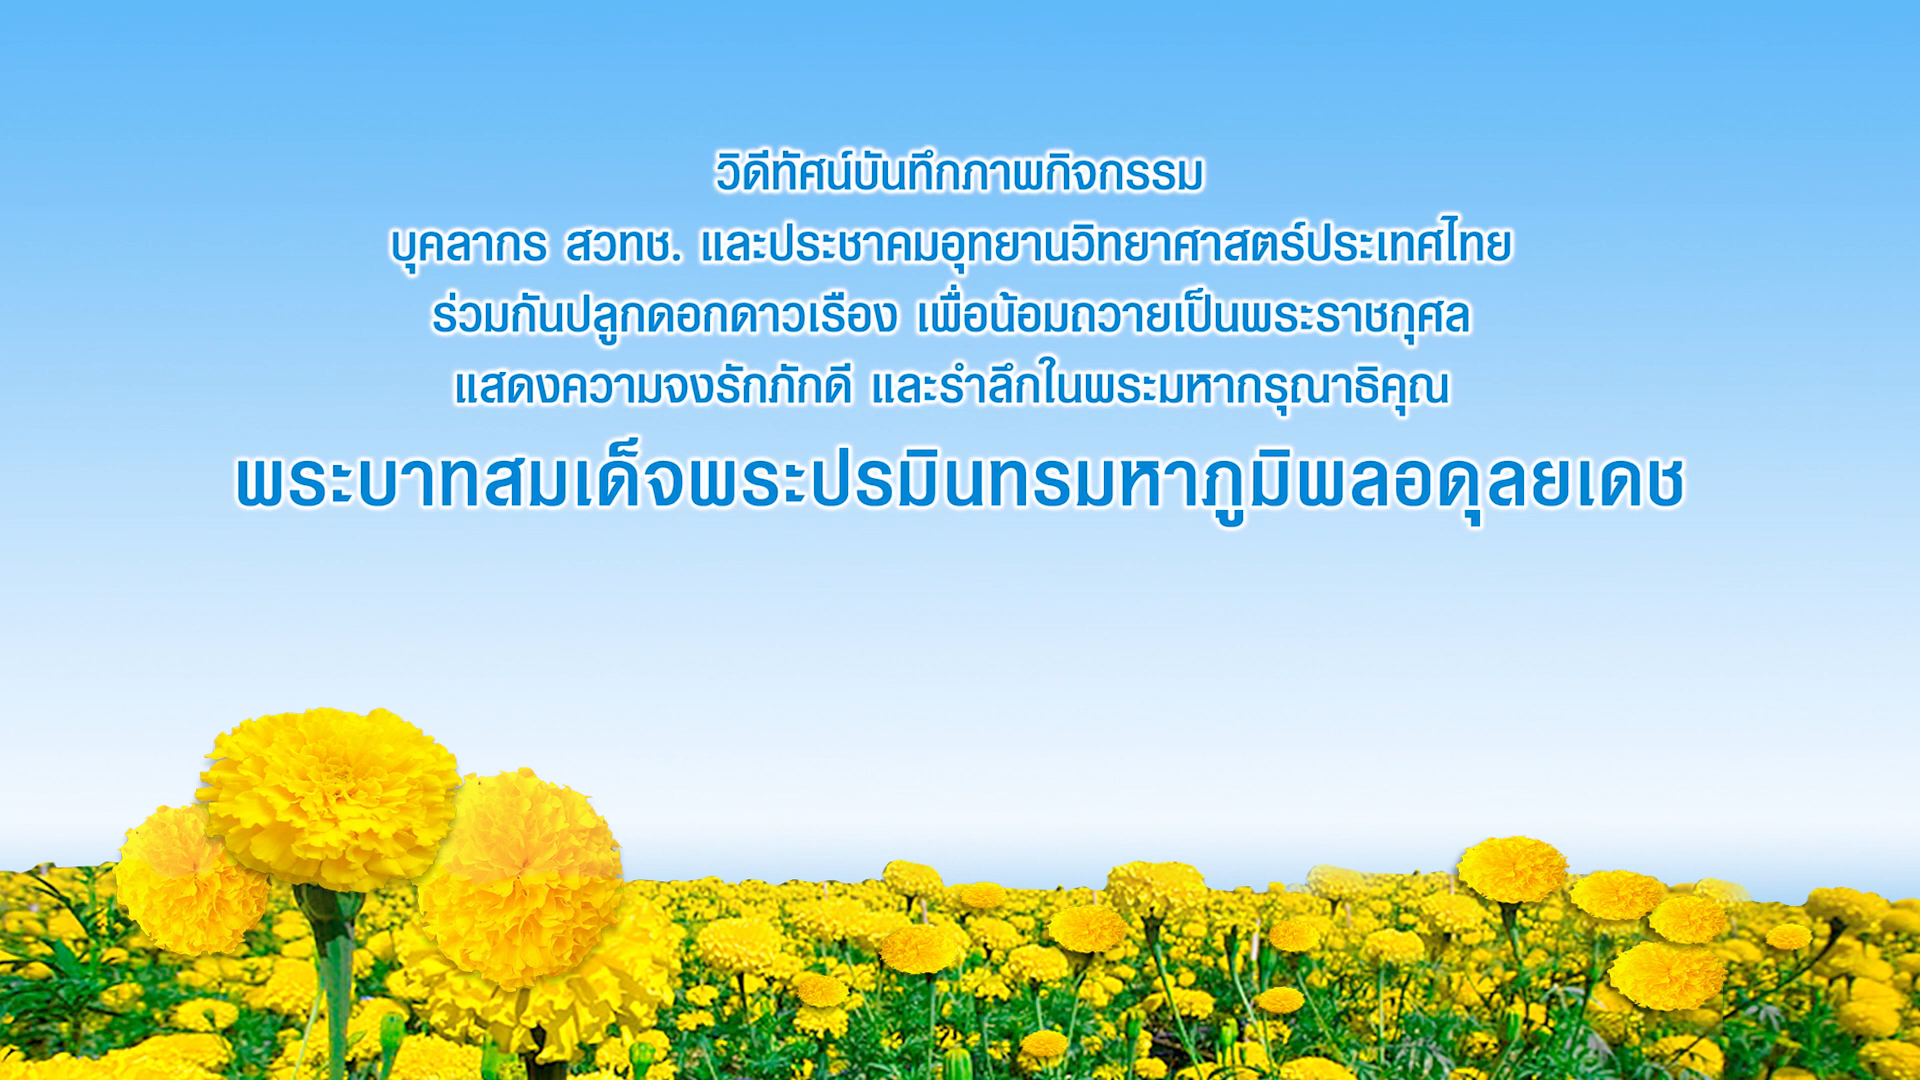 วิดีทัศน์บันทึกภาพกิจกรรม
บุคลากร สวทช. และประชาคมอุทยานวิทยาศาสตร์ประเทศไทย
ร่วมกันปลูกดอกดาวเรือง เพื่อน้อมถวายเป็นพระราชกุศล
แสดงความจงรักภักดี และรำลึกในพระมหากรุณาธิคุณ
พระบาทสมเด็จพระปรมินทรมหาภูมิพลอดุลยเดช